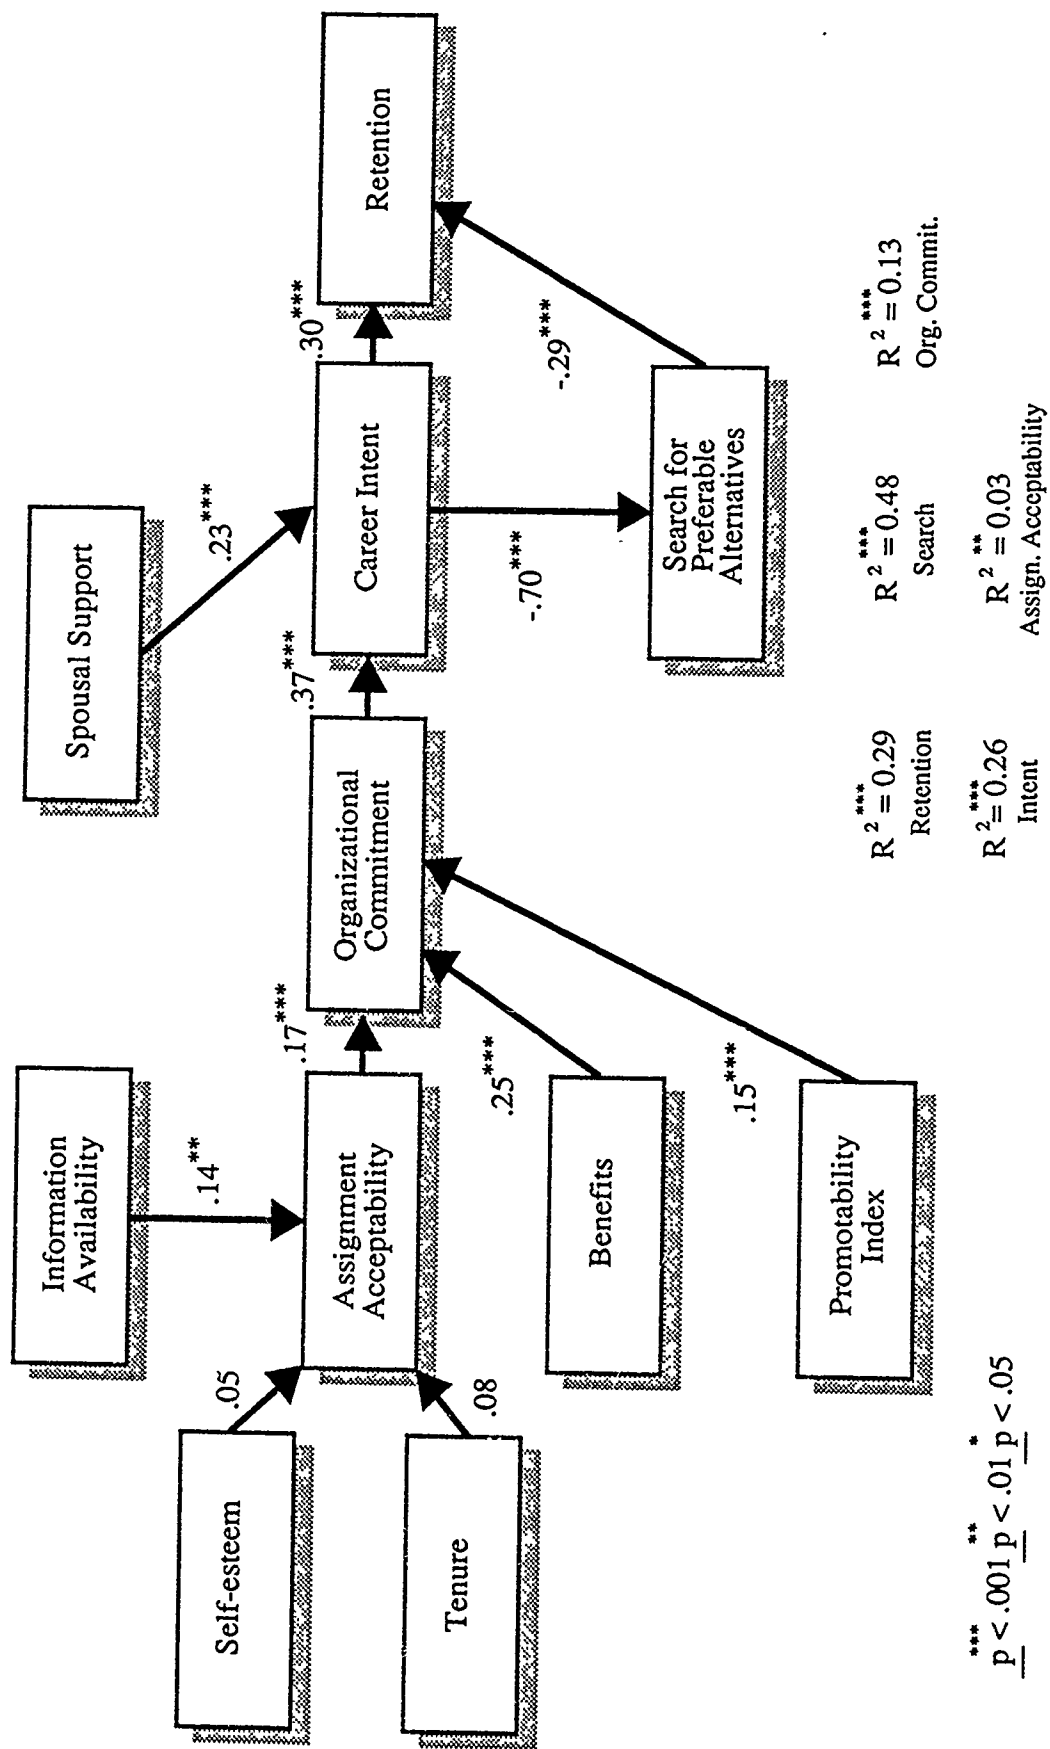 Spousal Support
Information
Availability
.23***
.14**
Self-esteem
.05
Assignment
Acceptability
.17***
Organizational
Commitment
.37***
Career Intent
.30***
Retention
Tenure
.08
.25***
-.70***
-.29***
Benefits
Search for
Preferable
Alternatives
.15***
Promotability
Index
R2*** = 0.29
Retention
R2*** = 0.48
Search
R2*** = 0.13
Org. Commit.
R2*** = 0.26
Intent
R2** = 0.03
Assign. Acceptability
*** p < .001 ** p < .01 * p < .05